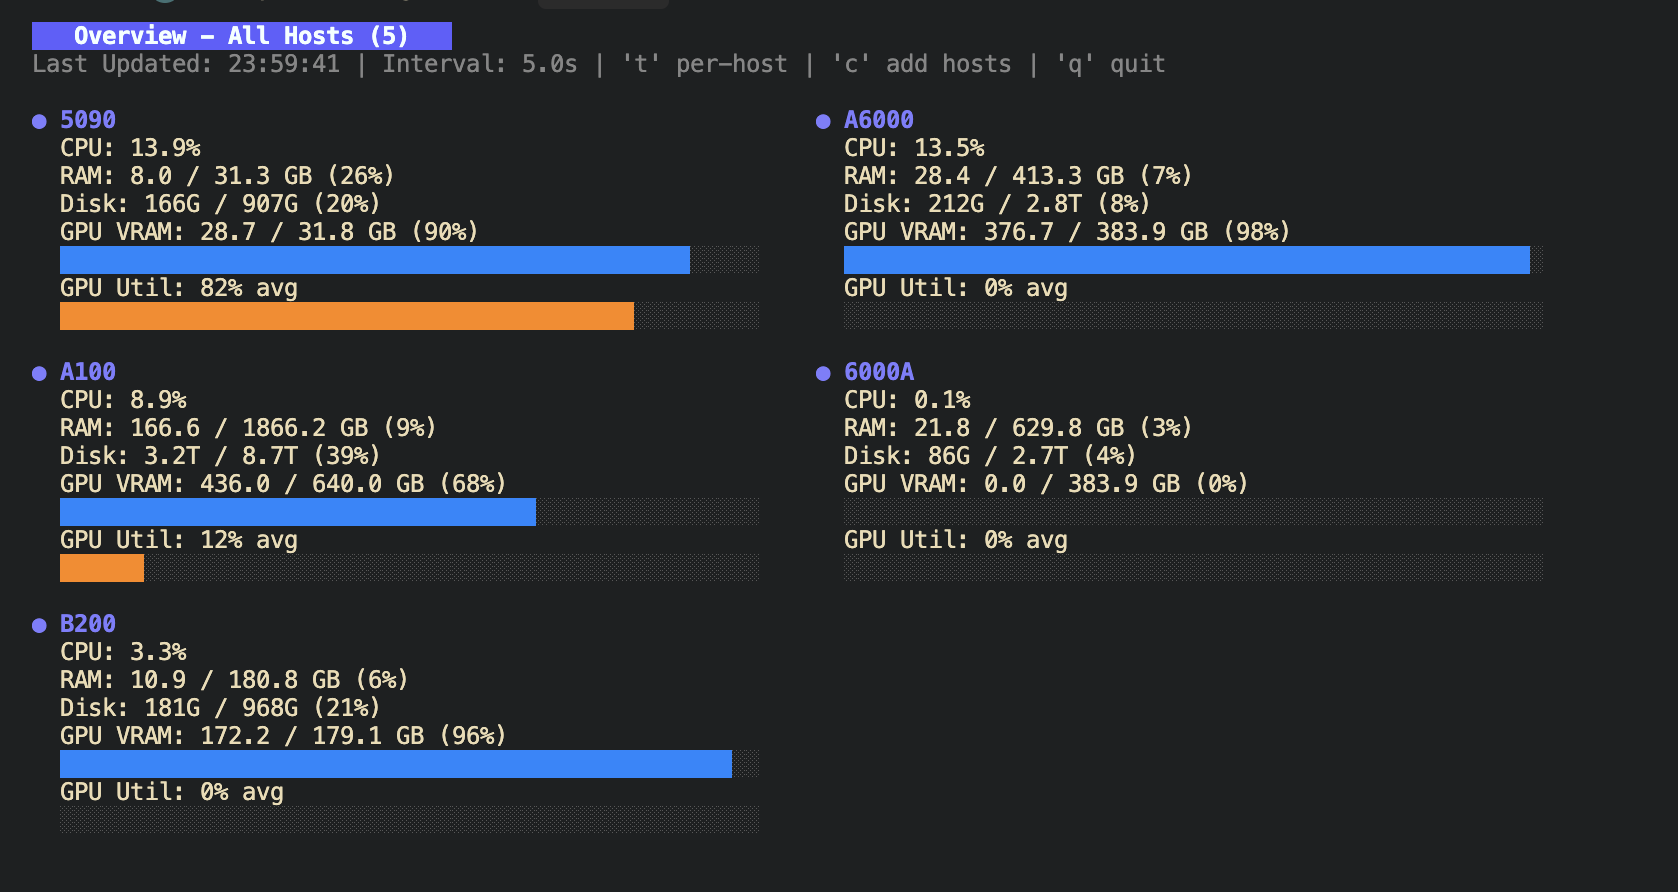 Overview - All Hosts (5)
Last Updated: 23:59:41 | Interval: 5.0s | 't' per-host | 'c' add hosts | 'q' quit
● 5090
CPU: 13.9%
RAM: 8.0 / 31.3 GB (26%)
Disk: 166G / 907G (20%)
GPU VRAM: 28.7 / 31.8 GB (90%)
GPU Util: 82% avg
● A6000
CPU: 13.5%
RAM: 28.4 / 413.3 GB (7%)
Disk: 212G / 2.8T (8%)
GPU VRAM: 376.7 / 383.9 GB (98%)
GPU Util: 0% avg
● A100
CPU: 8.9%
RAM: 166.6 / 1866.2 GB (9%)
Disk: 3.2T / 8.7T (39%)
GPU VRAM: 436.0 / 640.0 GB (68%)
GPU Util: 12% avg
● 6000A
CPU: 0.1%
RAM: 21.8 / 629.8 GB (3%)
Disk: 86G / 2.7T (4%)
GPU VRAM: 0.0 / 383.9 GB (0%)
GPU Util: 0% avg
● B200
CPU: 3.3%
RAM: 10.9 / 180.8 GB (6%)
Disk: 181G / 968G (21%)
GPU VRAM: 172.2 / 179.1 GB (96%)
GPU Util: 0% avg